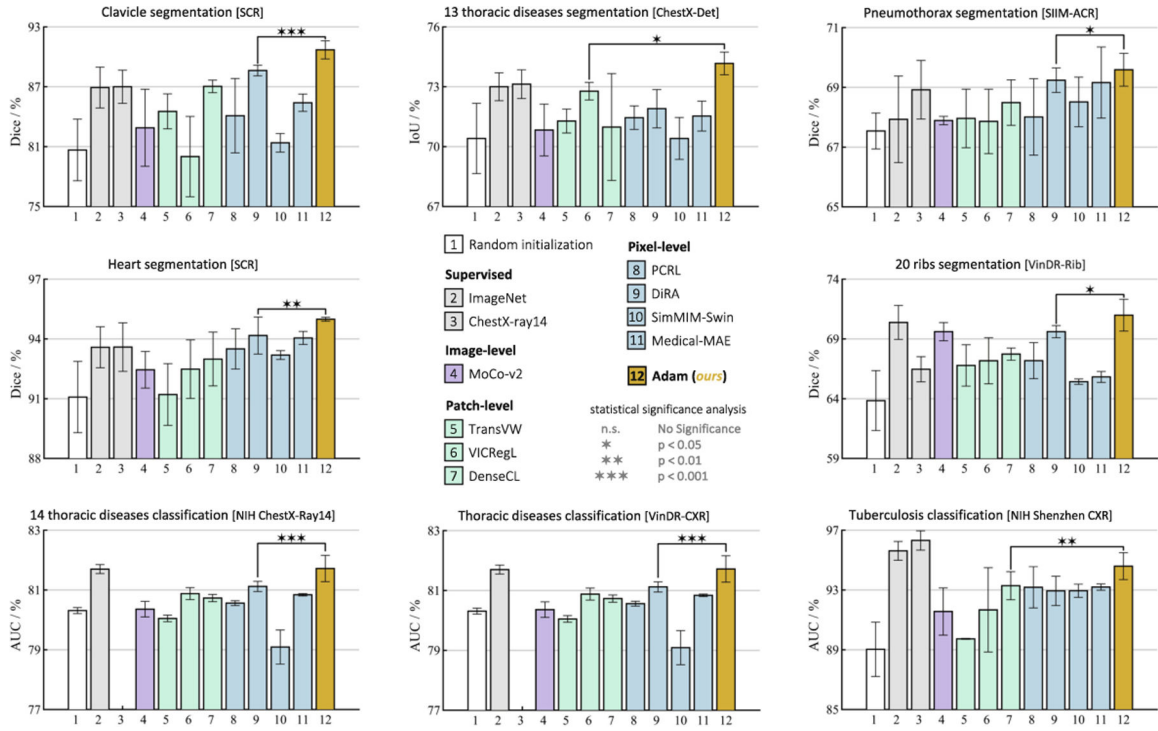 Clavicle segmentation [SCR]
93
87
81
75
Dice / %
1 2 3 4 5 6 7 8 9 10 11 12
✶✶✶
13 thoracic diseases segmentation [ChestX-Det]
76
73
70
67
IoU / %
1 2 3 4 5 6 7 8 9 10 11 12
✶
Pneumothorax segmentation [SIIM-ACR]
71
69
67
65
Dice / %
1 2 3 4 5 6 7 8 9 10 11 12
✶
Heart segmentation [SCR]
97
94
91
88
Dice / %
1 2 3 4 5 6 7 8 9 10 11 12
✶✶
1 Random initialization
Supervised
2 ImageNet
3 ChestX-ray14
Image-level
4 MoCo-v2
Patch-level
5 TransVW
6 VICRegL
7 DenseCL
Pixel-level
8 PCRL
9 DiRA
10 SimMIM-Swin
11 Medical-MAE
12 Adam (ours)
statistical significance analysis
n.s. No Significance
✶ p < 0.05
✶✶ p < 0.01
✶✶✶ p < 0.001
20 ribs segmentation [VinDR-Rib]
74
69
64
59
Dice / %
1 2 3 4 5 6 7 8 9 10 11 12
✶
14 thoracic diseases classification [NIH ChestX-Ray14]
83
81
79
77
AUC / %
1 2 3 4 5 6 7 8 9 10 11 12
✶✶✶
Thoracic diseases classification [VinDR-CXR]
83
81
79
77
AUC / %
1 2 3 4 5 6 7 8 9 10 11 12
✶✶✶
Tuberculosis classification [NIH Shenzhen CXR]
97
93
89
85
AUC / %
1 2 3 4 5 6 7 8 9 10 11 12
✶✶